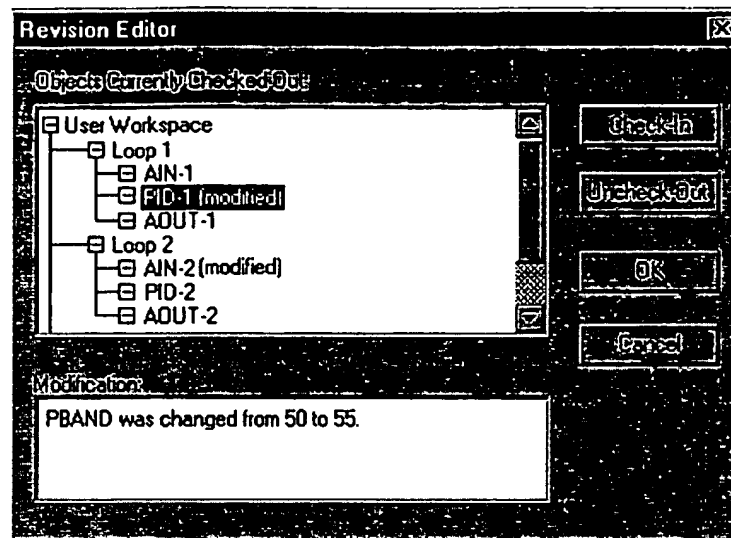 Revision Editor
Objects Currently Checked-Out:
User Workspace
Loop 1
AIN-1
PID-1 (modified)
AOUT-1
Loop 2
AIN-2 (modified)
PID-2
AOUT-2
Check-In
Uncheck-Out
OK
Cancel
Modification:
PBAND was changed from 50 to 55.